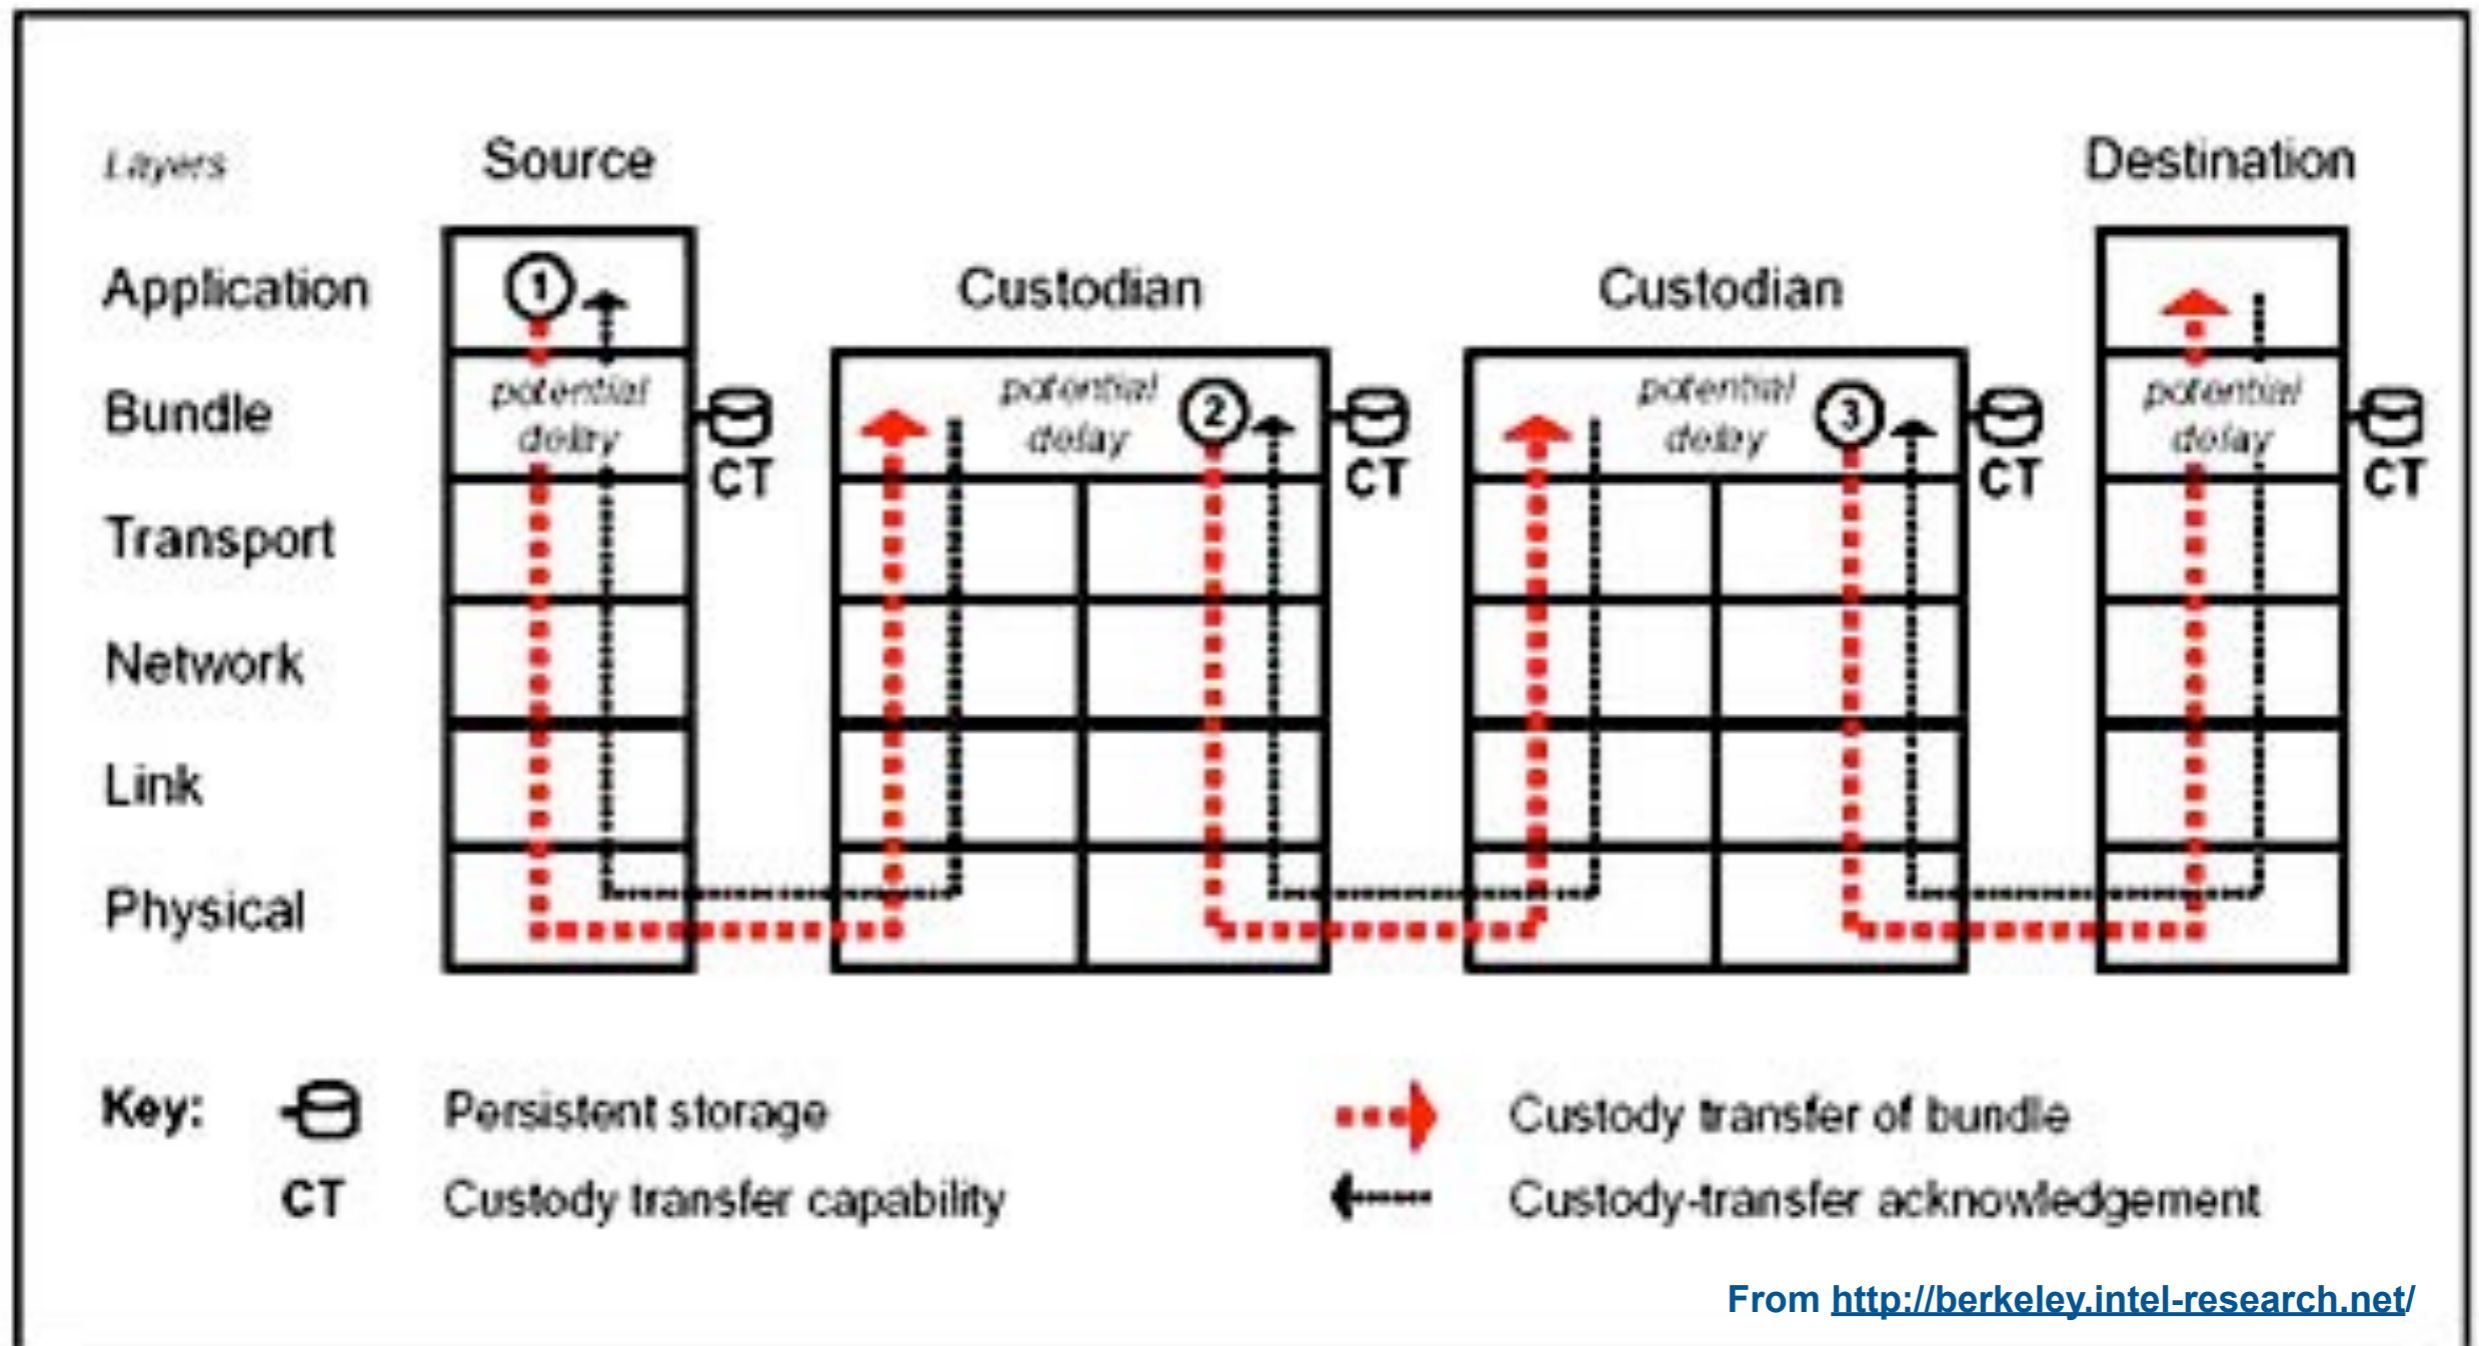 Layers
Source
Destination
Application
1
Custodian
Custodian
Bundle
potential
delay
CT
potential
delay
2
CT
potential
delay
3
CT
potential
delay
CT
Transport
Network
Link
Physical
Key:
Persistent storage
Custody transfer of bundle
CT
Custody transfer capability
Custody-transfer acknowledgement
From http://berkeley.intel-research.net/